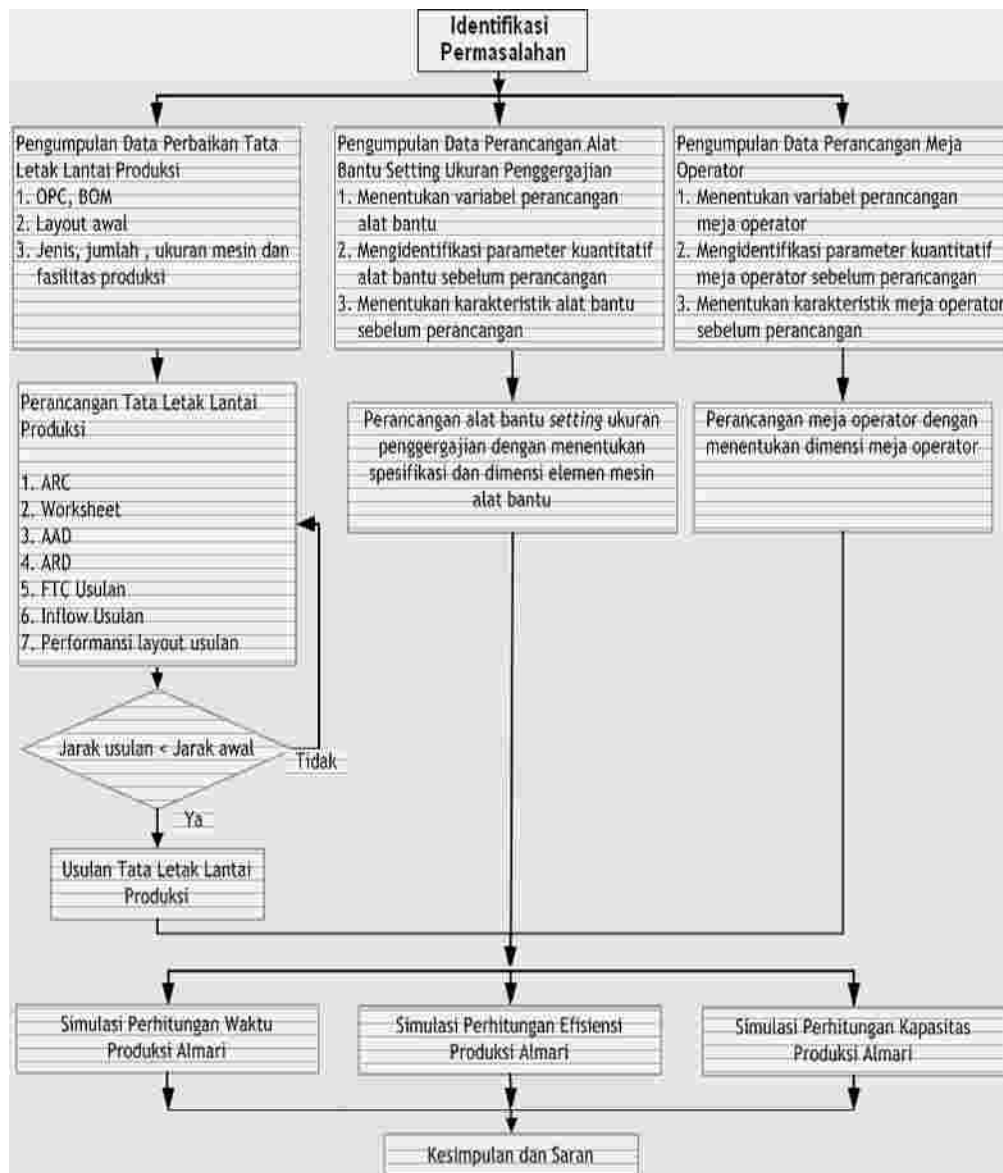 Identifikasi
Permasalahan
Pengumpulan Data Perbaikan Tata
Letak Lantai Produksi
1. OPC, BOM
2. Layout awal
3. Jenis, jumlah , ukuran mesin dan
fasilitas produksi
Pengumpulan Data Perancangan Alat
Bantu Setting Ukuran Penggergajian
1. Menentukan variabel perancangan
alat bantu
2. Mengidentifikasi parameter kuantitatif
alat bantu sebelum perancangan
3. Menentukan karakteristik alat bantu
sebelum perancangan
Pengumpulan Data Perancangan Meja
Operator
1. Menentukan variabel perancangan
meja operator
2. Mengidentifikasi parameter kuantitatif
meja operator sebelum perancangan
3. Menentukan karakteristik meja operator
sebelum perancangan
Perancangan Tata Letak Lantai
Produksi
1. ARC
2. Worksheet
3. AAD
4. ARD
5. FTC Usulan
6. Inflow Usulan
7. Performansi layout usulan
Perancangan alat bantu setting ukuran
penggergajian dengan menentukan
spesifikasi dan dimensi elemen mesin
alat bantu
Perancangan meja operator dengan
menentukan dimensi meja operator
Jarak usulan < Jarak awal
Tidak
Ya
Usulan Tata Letak Lantai
Produksi
Simulasi Perhitungan Waktu
Produksi Almari
Simulasi Perhitungan Efisiensi
Produksi Almari
Simulasi Perhitungan Kapasitas
Produksi Almari
Kesimpulan dan Saran